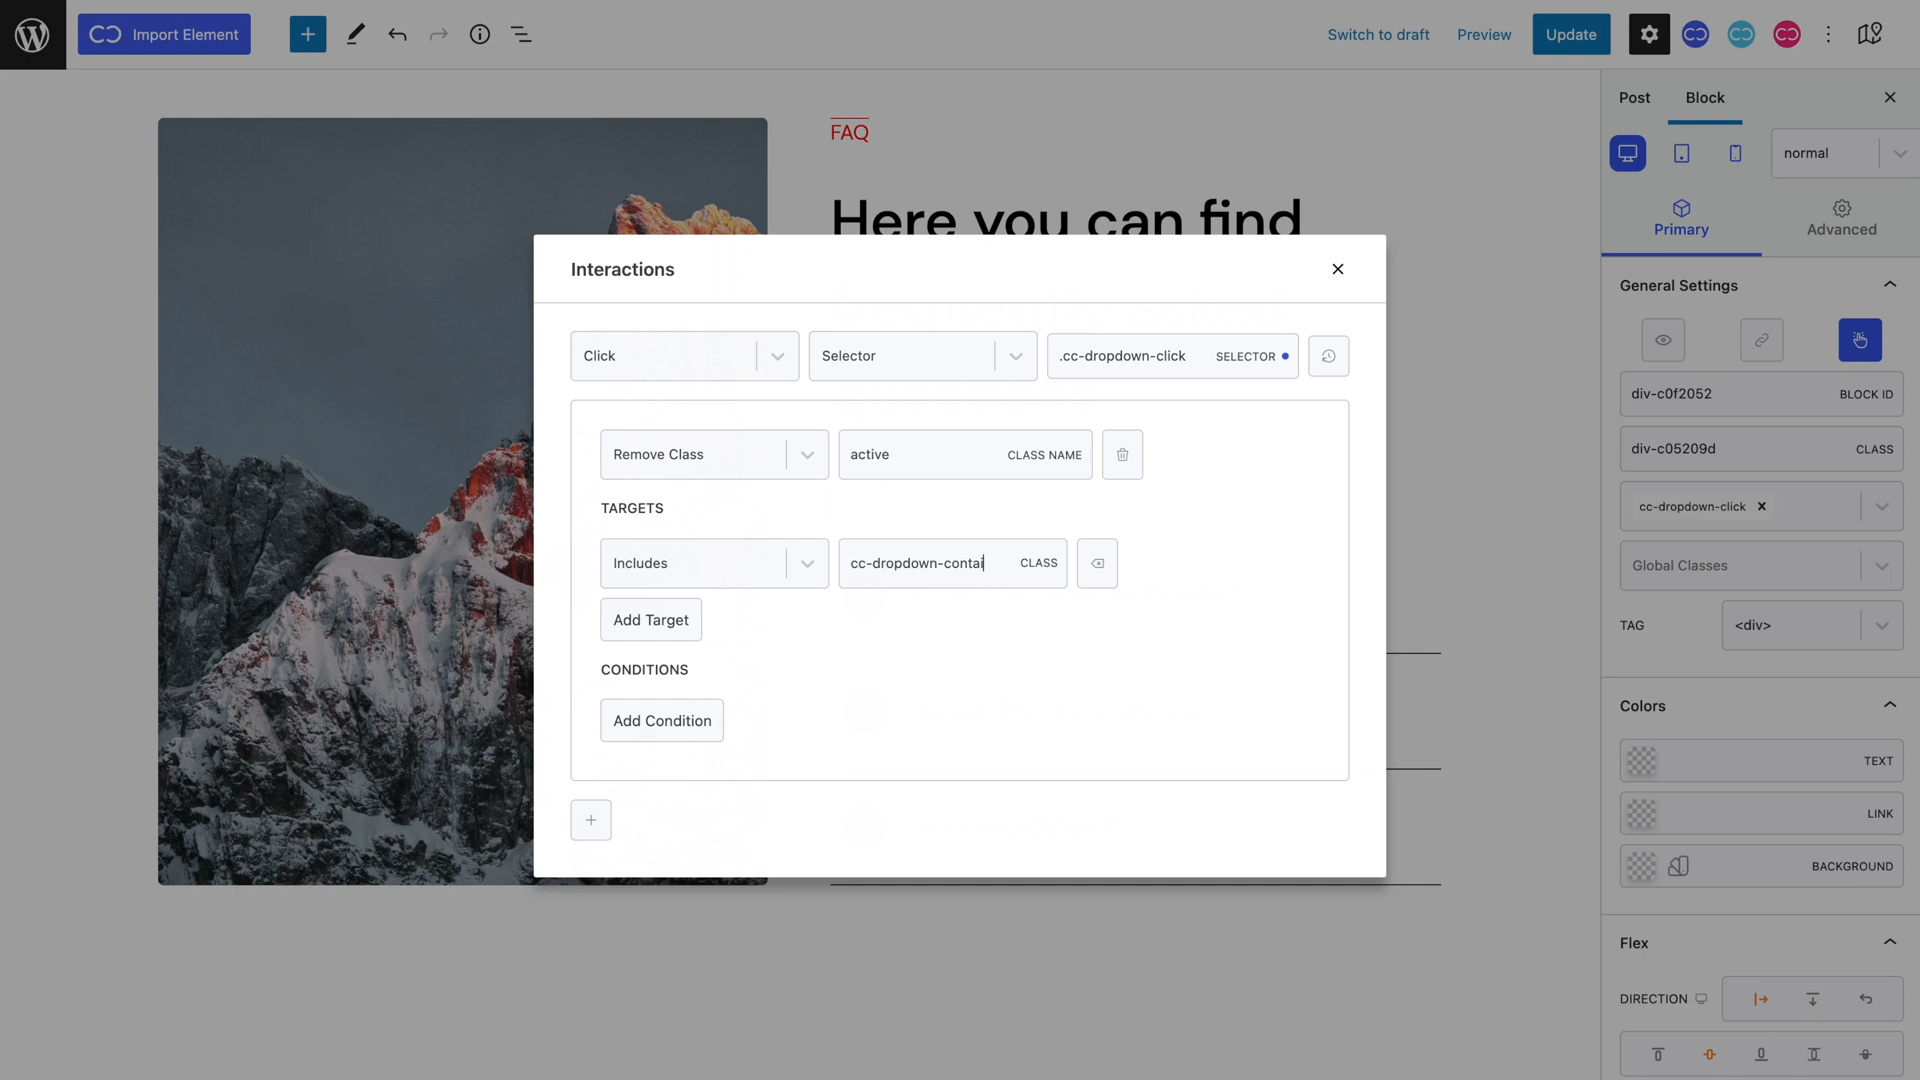 Import Element
Switch to draft
Preview
Update
Post
Block
normal
Primary
Advanced
FAQ
Here you can find
Interactions
General Settings
Click
Selector
.cc-dropdown-click
SELECTOR
div-c0f2052
BLOCK ID
div-c05209d
CLASS
Remove Class
active
CLASS NAME
cc-dropdown-click
TARGETS
Includes
cc-dropdown-contai
CLASS
Global Classes
Add Target
TAG
<div>
CONDITIONS
Add Condition
Colors
TEXT
LINK
BACKGROUND
Flex
DIRECTION